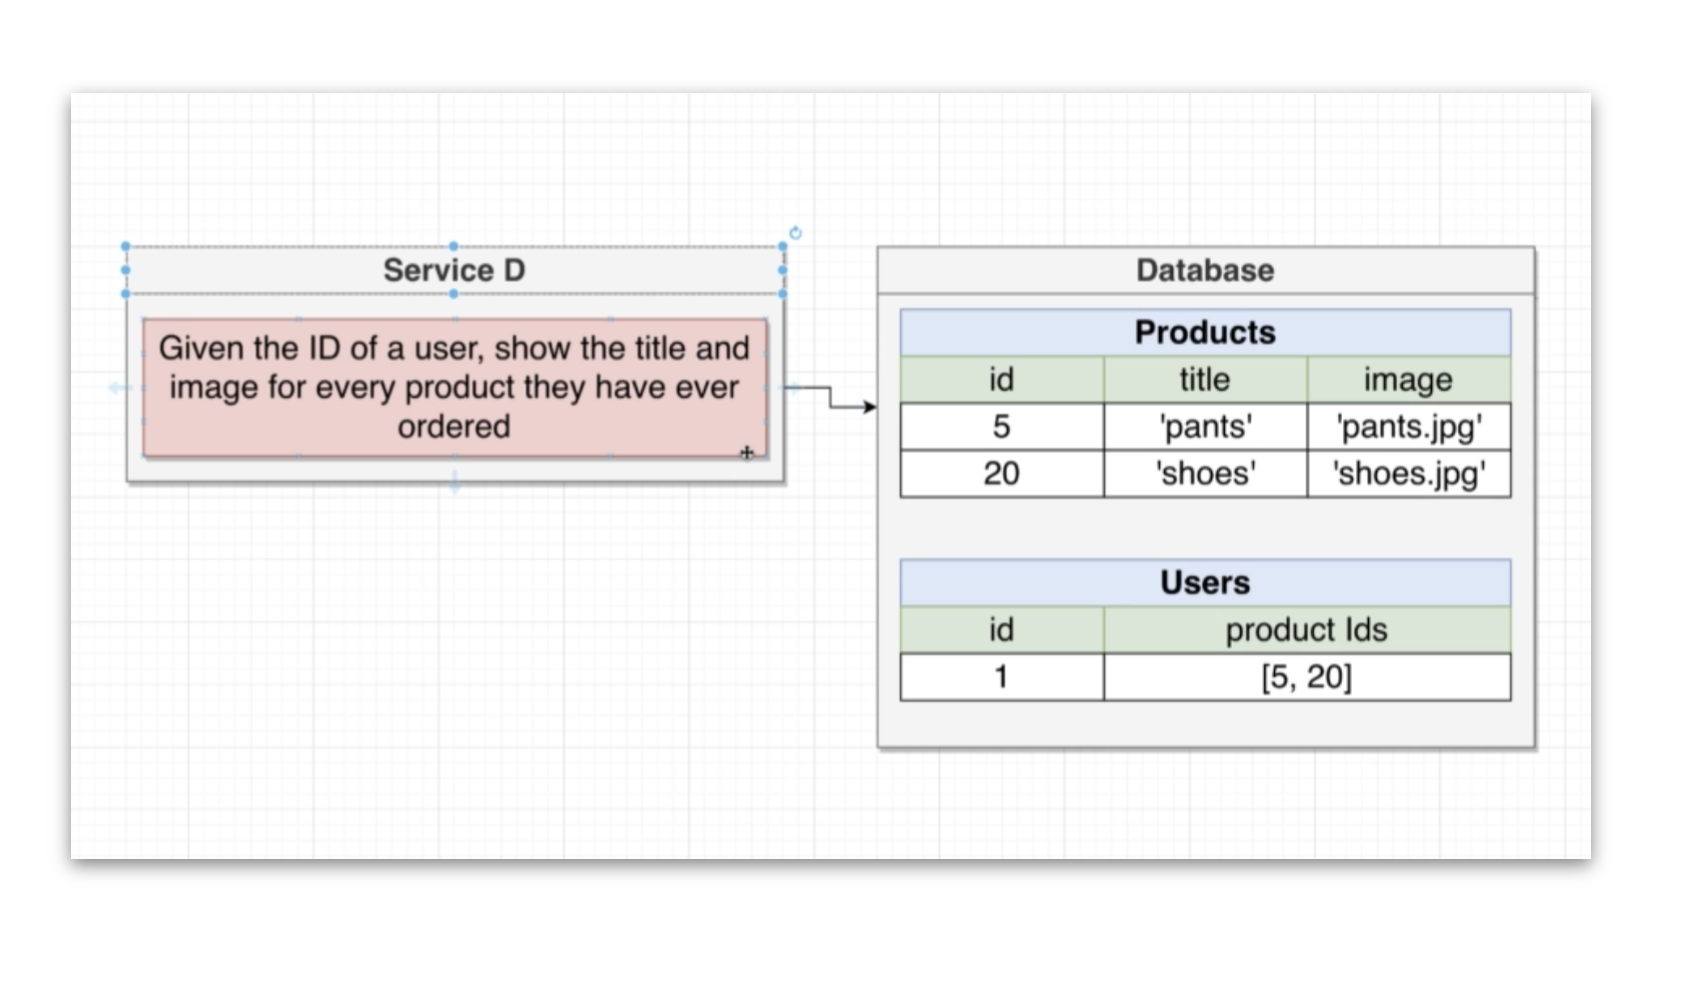 Service D
Given the ID of a user, show the title and
image for every product they have ever
ordered
Database
Products
id title image
5 'pants' 'pants.jpg'
20 'shoes' 'shoes.jpg'
Users
id product Ids
1 [5, 20]